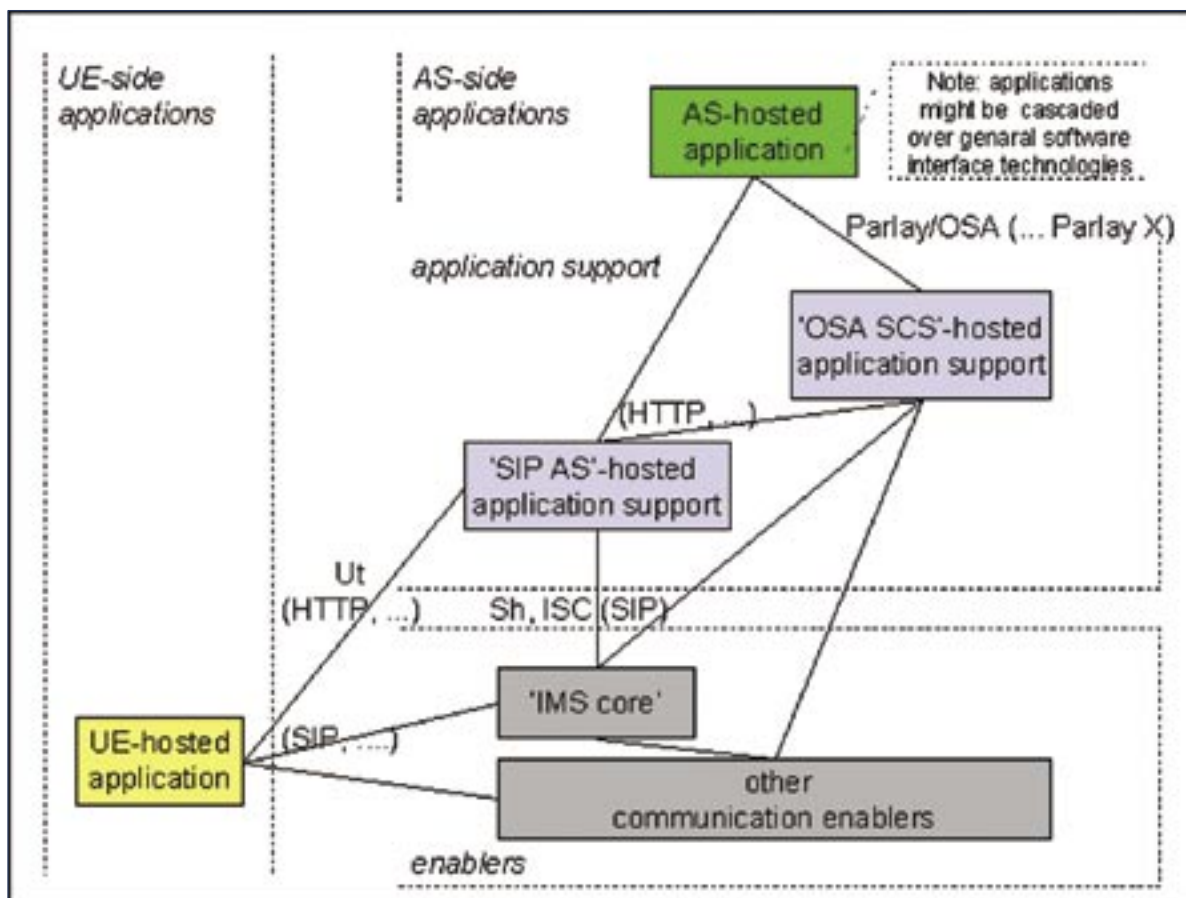 UE-side
applications
AS-side
applications
AS-hosted
application
Note: applications
might be cascaded
over genaral software
interface technologies
Parlay/OSA (... Parlay X)
application support
'OSA SCS'-hosted
application support
(HTTP, ...)
'SIP AS'-hosted
application support
Ut
(HTTP, ...)
Sh, ISC (SIP)
'IMS core'
UE-hosted
application
(SIP, ...)
other
communication enablers
enablers